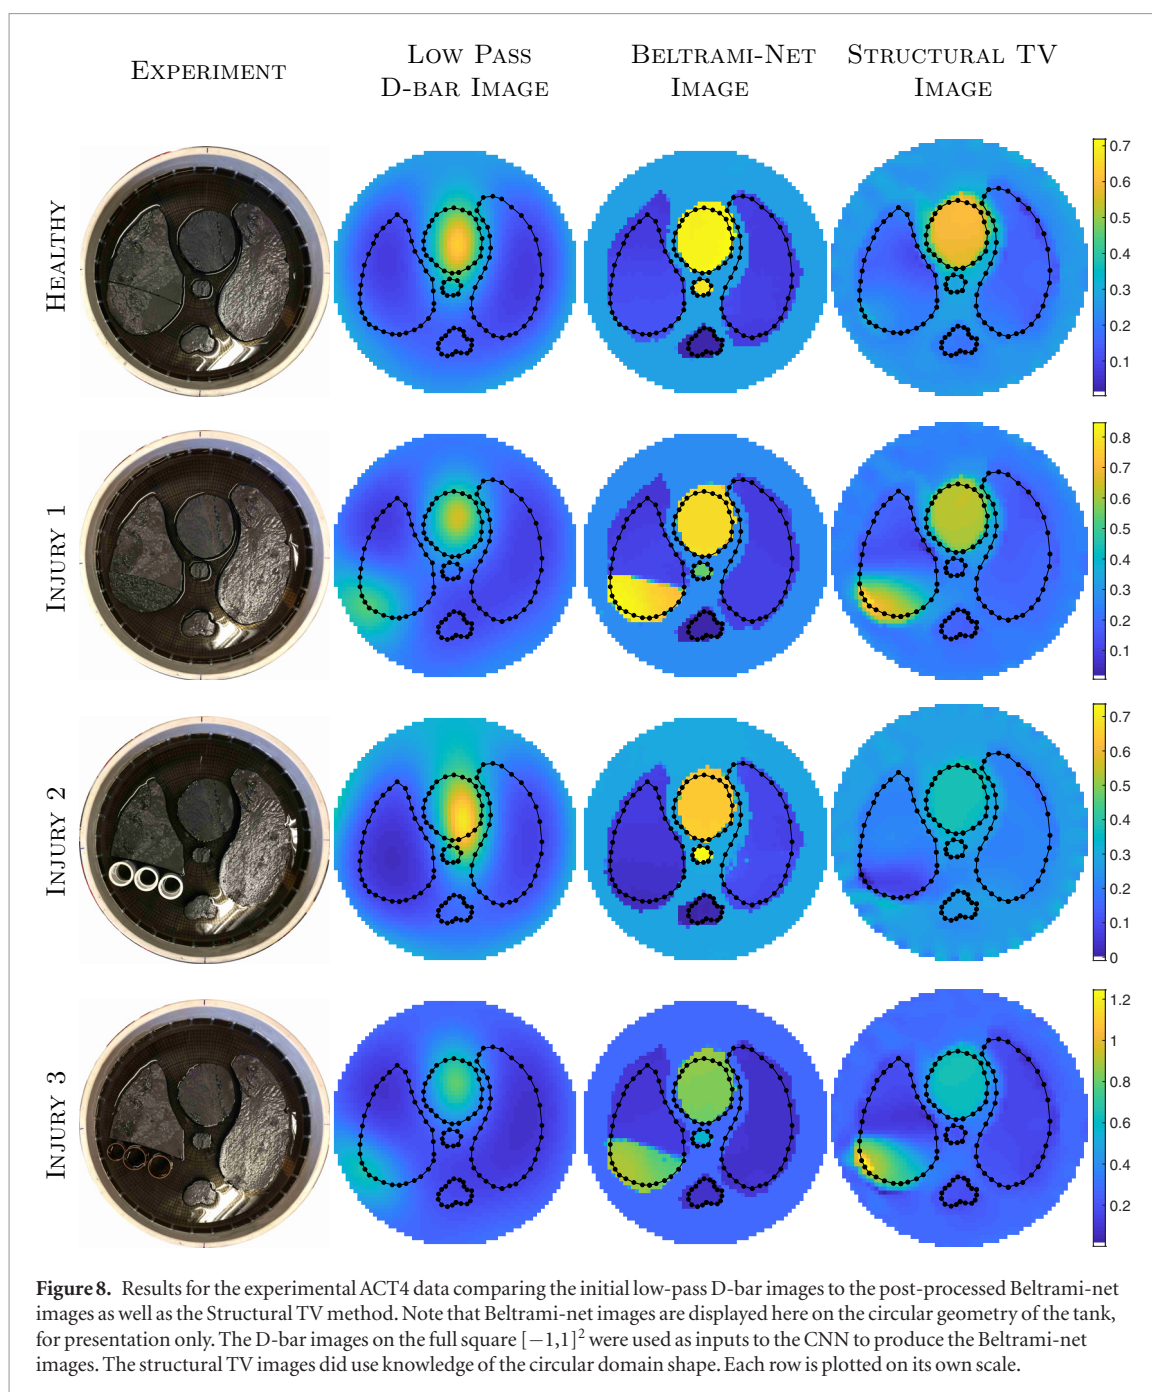 EXPERIMENT
LOW PASS
D-BAR IMAGE
BELTRAMI-NET
IMAGE
STRUCTURAL TV
IMAGE
HEALTHY
0.7
0.6
0.5
0.4
0.3
0.2
0.1
INJURY 1
0.8
0.7
0.6
0.5
0.4
0.3
0.2
0.1
INJURY 2
0.7
0.6
0.5
0.4
0.3
0.2
0.1
0
INJURY 3
1.2
1
0.8
0.6
0.4
0.2
Figure 8. Results for the experimental ACT4 data comparing the initial low-pass D-bar images to the post-processed Beltrami-net
images as well as the Structural TV method. Note that Beltrami-net images are displayed here on the circular geometry of the tank,
for presentation only. The D-bar images on the full square [−1,1]² were used as inputs to the CNN to produce the Beltrami-net
images. The structural TV images did use knowledge of the circular domain shape. Each row is plotted on its own scale.